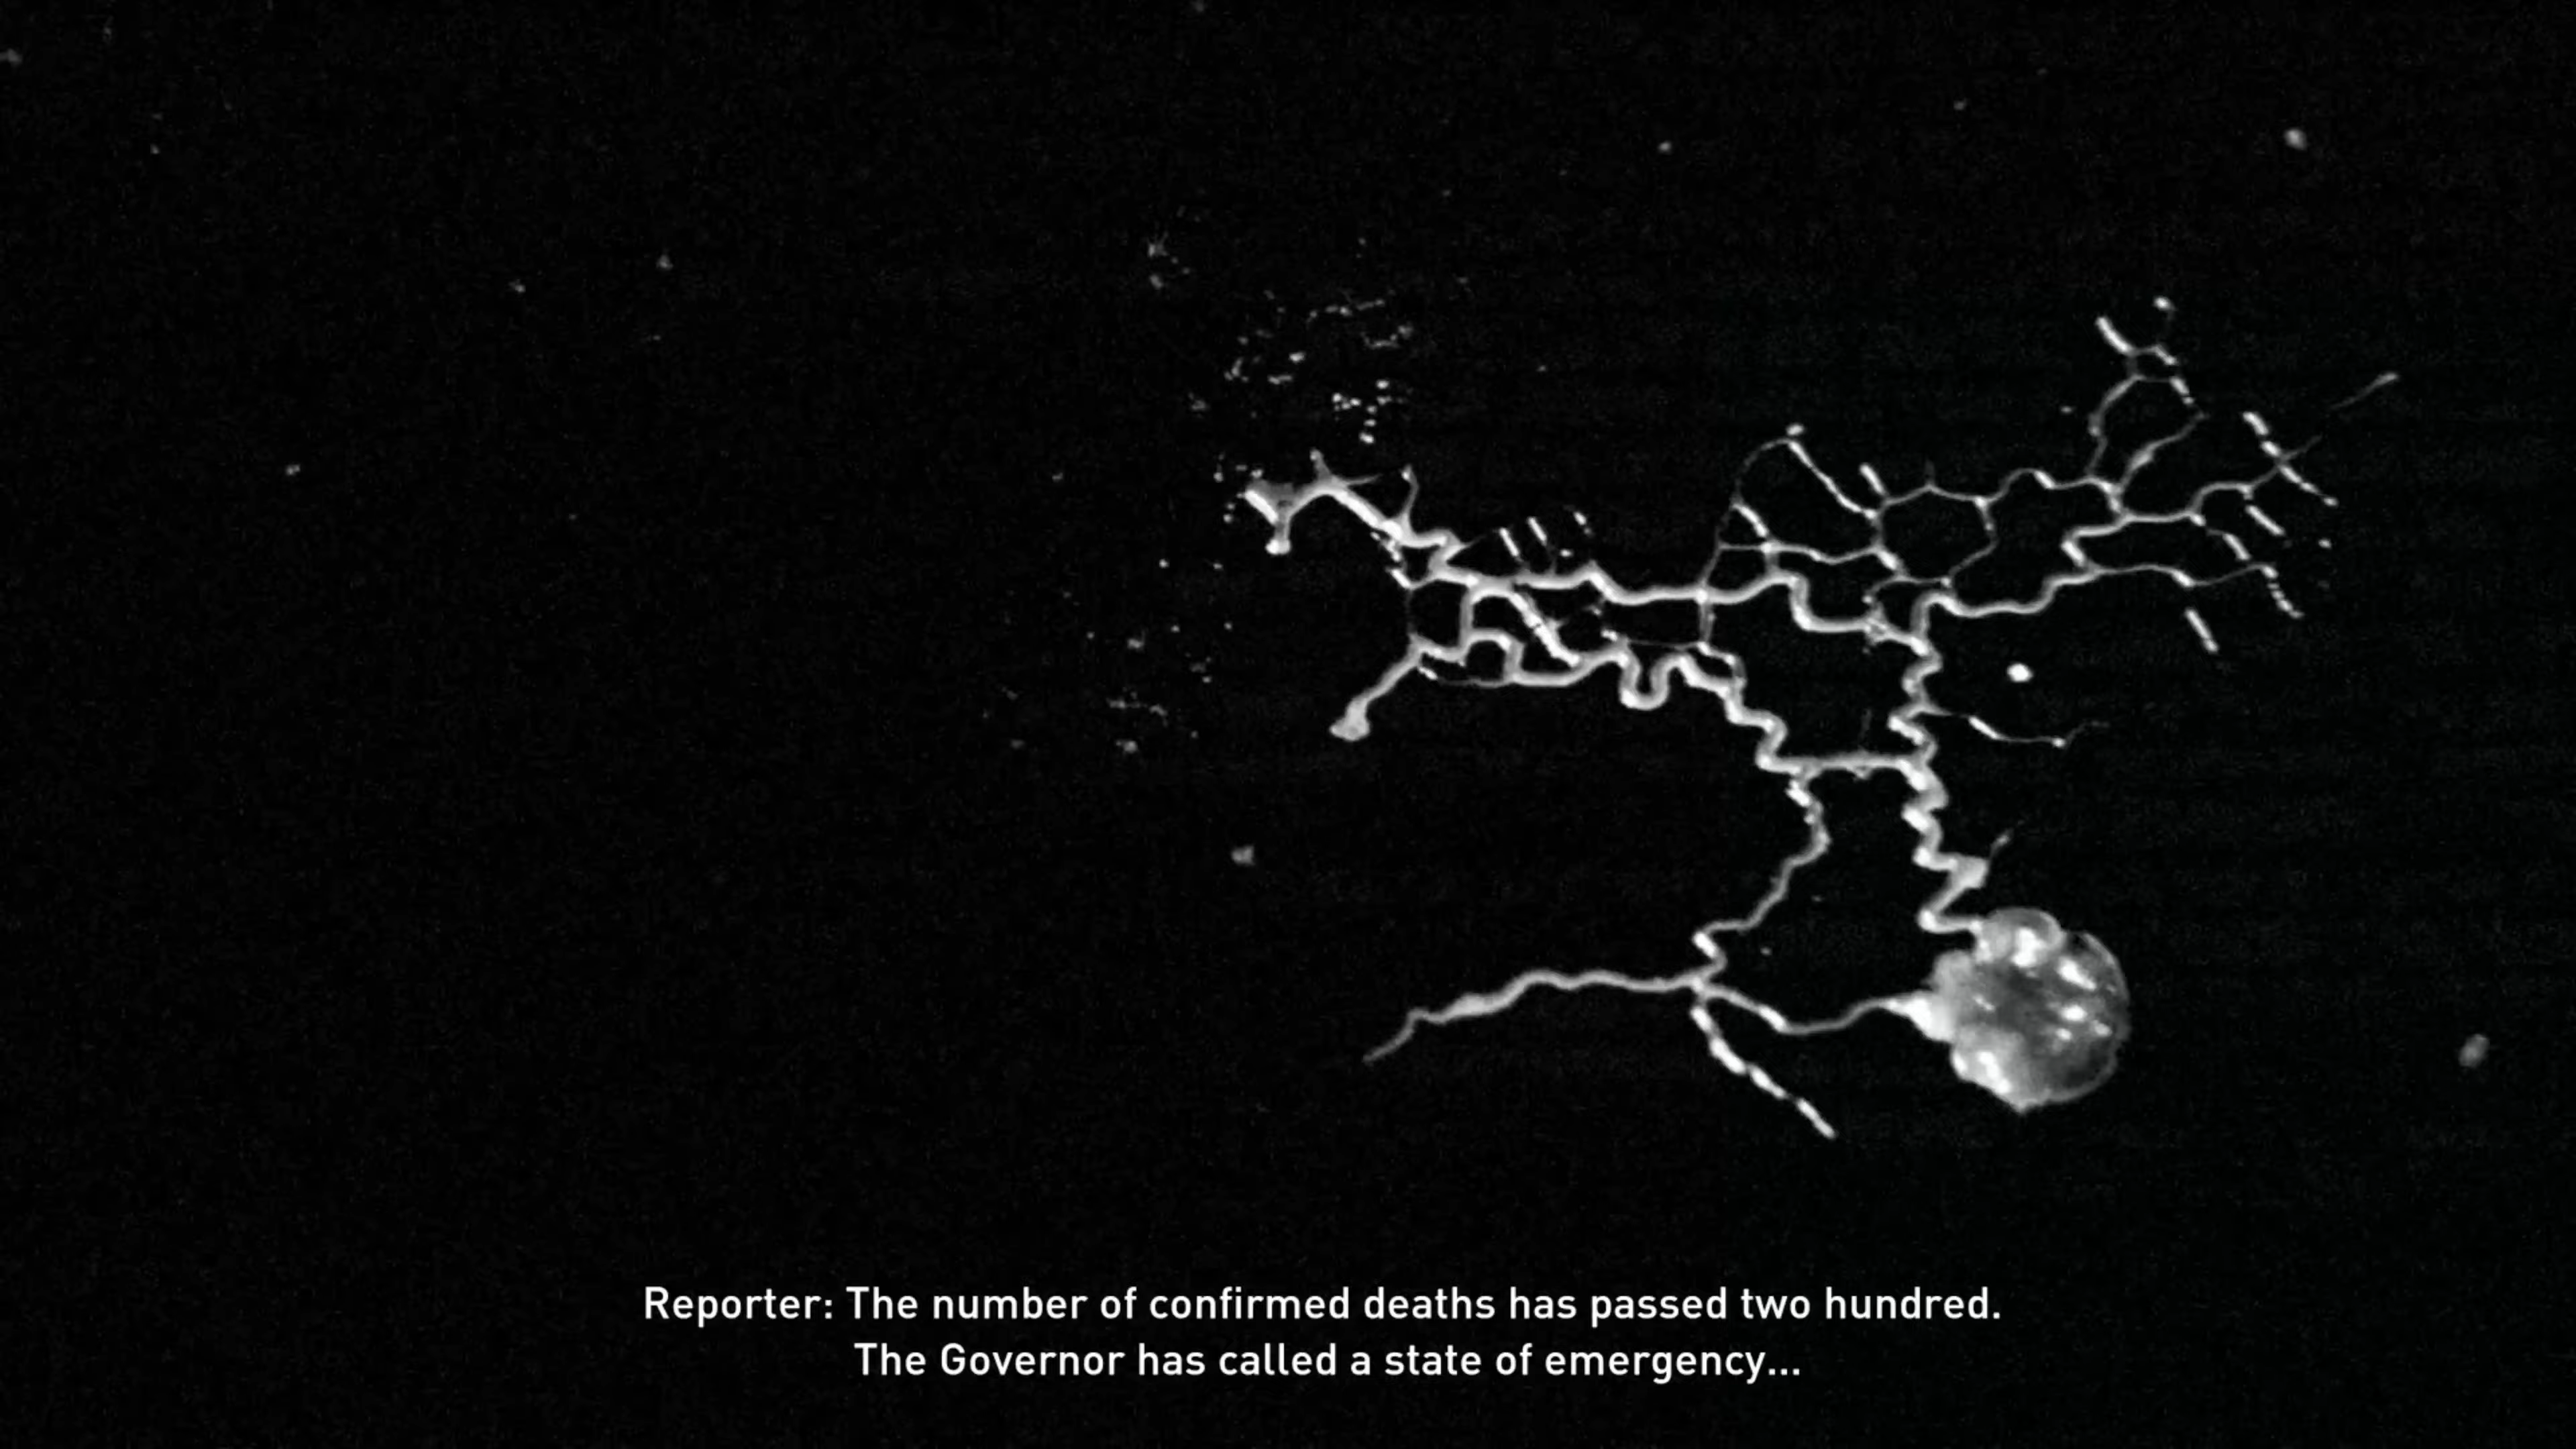 Reporter: The number of confirmed deaths has passed two hundred.
The Governor has called a state of emergency...